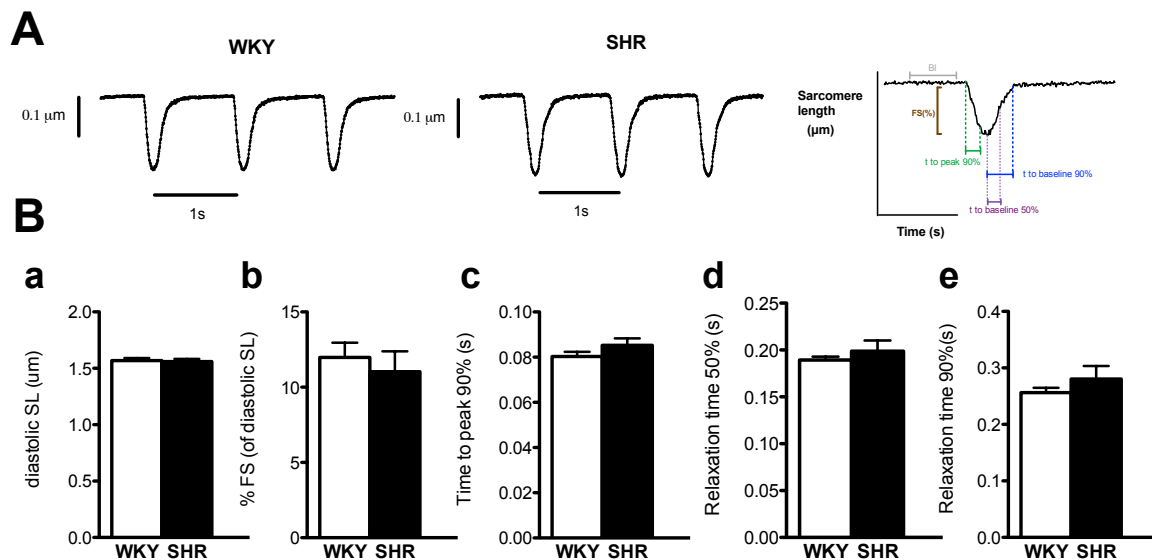 A
WKY
SHR
0.1 μm
0.1 μm
1s
1s
Sarcomere
length
(μm)
Bl
FS(%)
t to peak 90%
t to baseline 90%
t to baseline 50%
Time (s)
B
a
diastolic SL (um)
2.0
1.5
1.0
0.5
0.0
WKY SHR
b
% FS (of diastolic SL)
15
10
5
0
WKY SHR
c
Time to peak 90% (s)
0.10
0.08
0.06
0.04
0.02
0.00
WKY SHR
d
Relaxation time 50% (s)
0.25
0.20
0.15
0.10
0.05
0.00
WKY SHR
e
Relaxation time 90%(s)
0.4
0.3
0.2
0.1
0.0
WKY SHR